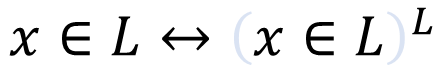 x ∈ L ↔ (x ∈ L)^L